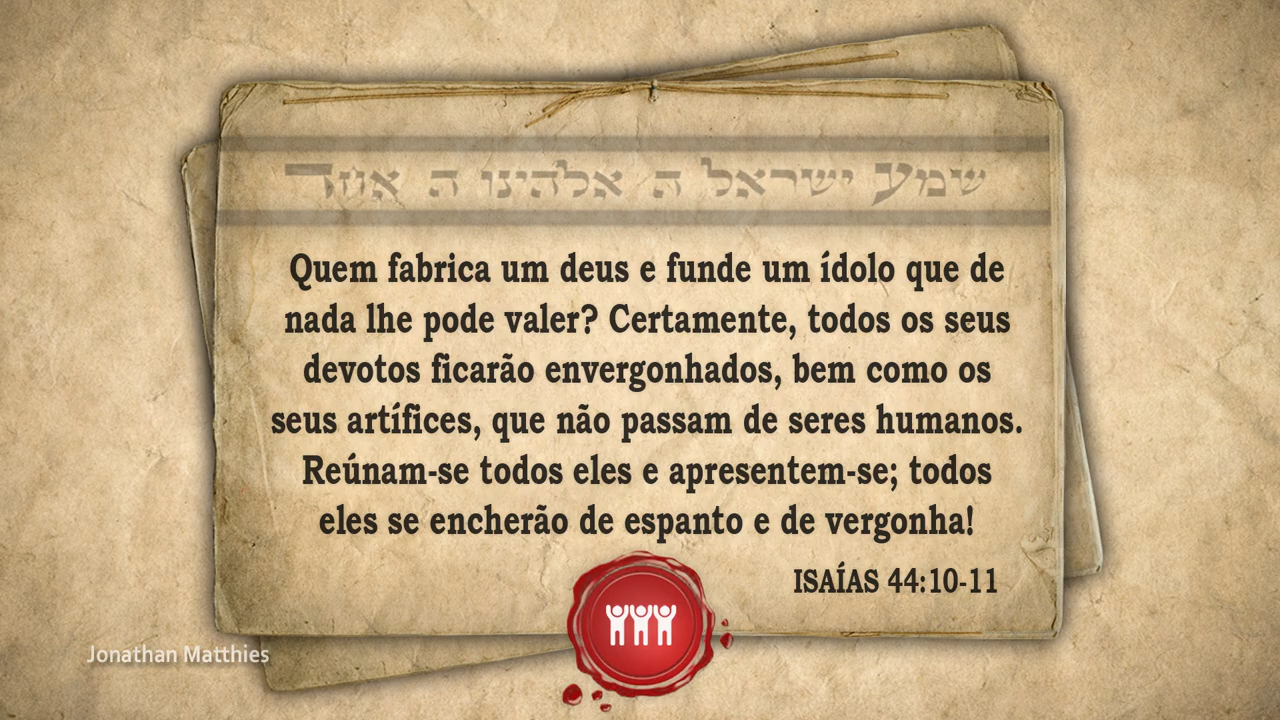 שמע ישראל ה אלהינו ה אחד
Quem fabrica um deus e funde um ídolo que de
nada lhe pode valer? Certamente, todos os seus
devotos ficarão envergonhados, bem como os
seus artífices, que não passam de seres humanos.
Reúnam-se todos eles e apresentem-se; todos
eles se encherão de espanto e de vergonha!
ISAÍAS 44:10-11
Jonathan Matthies